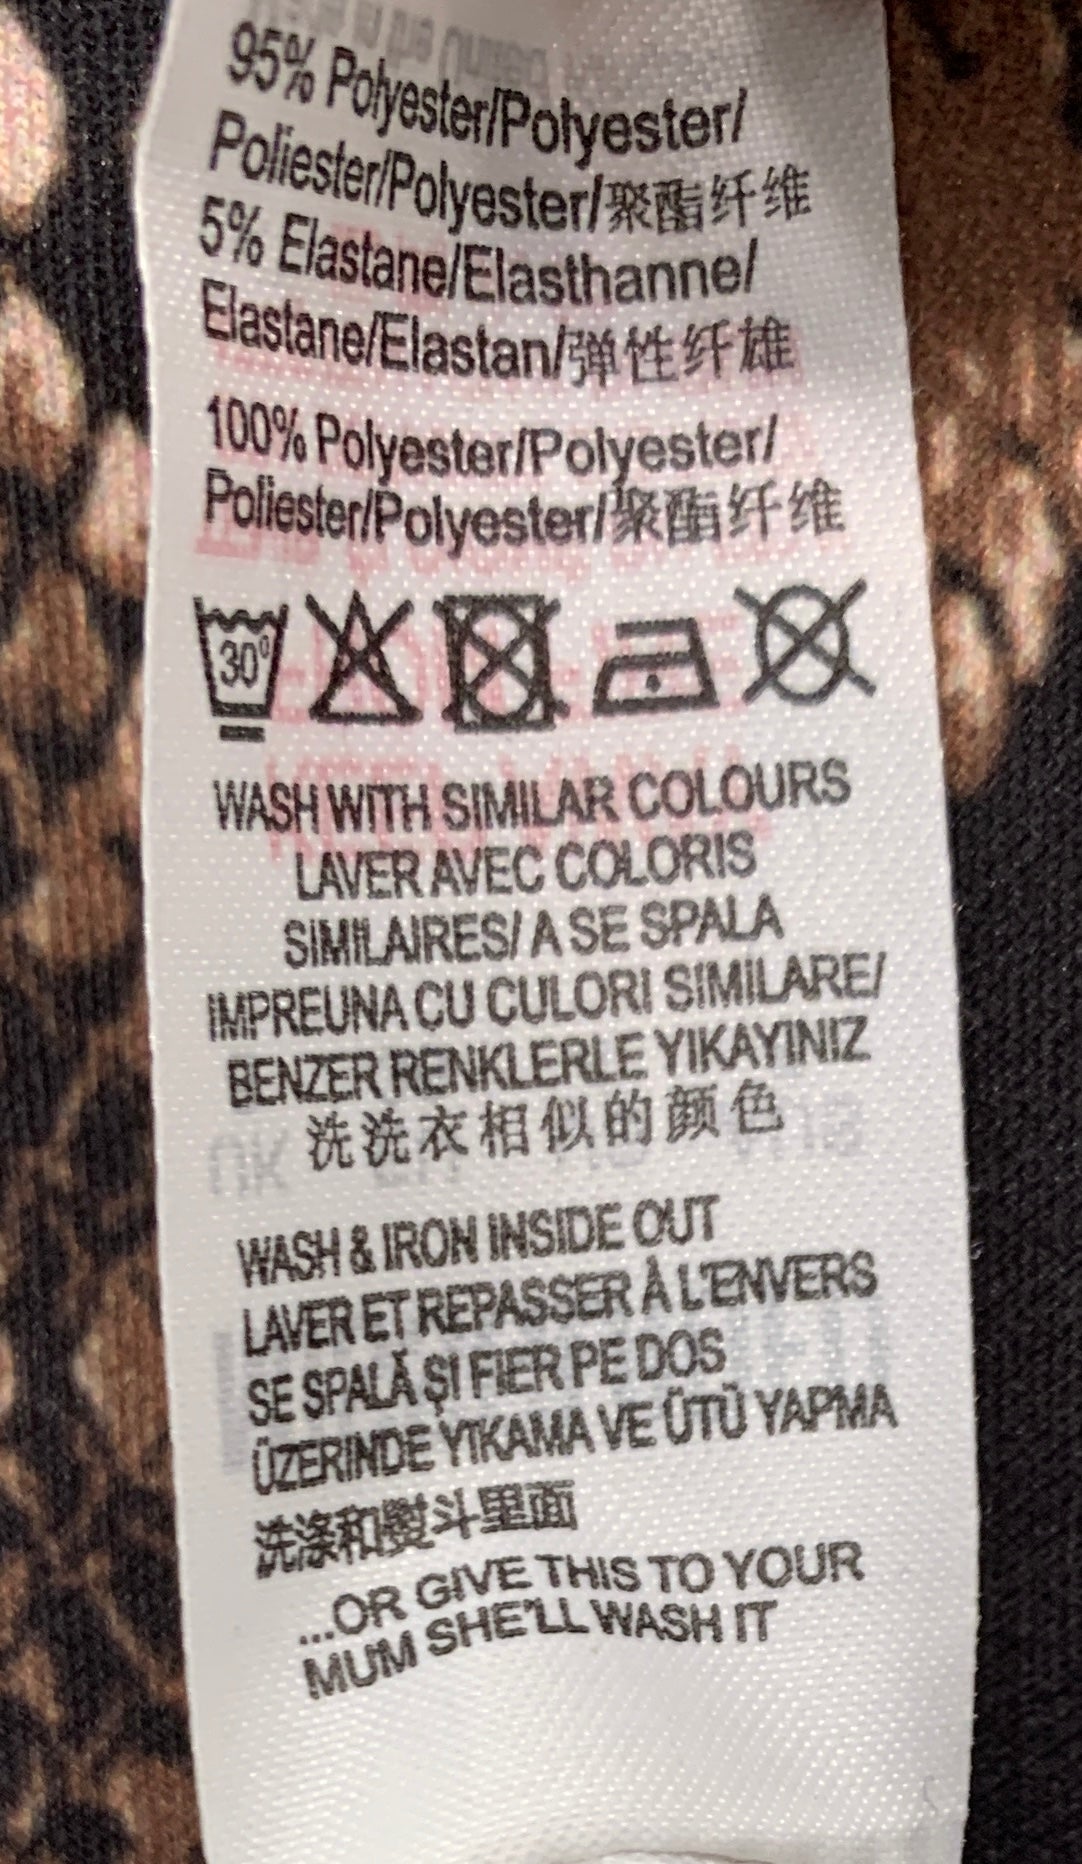 95% Polyester/Polyester/
Poliester/Polyester/聚酯纤维
5% Elastane/Elasthanne/
Elastane/Elastan/弹性纤雄
100% Polyester/Polyester/
Poliester/Polyester/聚酯纤维
30°
WASH WITH SIMILAR COLOURS
LAVER AVEC COLORIS
SIMILAIRES/ A SE SPALA
IMPREUNA CU CULORI SIMILARE/
BENZER RENKLERLE YIKAYINIZ
洗洗衣相似的颜色
WASH & IRON INSIDE OUT
LAVER ET REPASSER À L'ENVERS
SE SPALĂ ŞI FIER PE DOS
ÜZERINDE YIKAMA VE ÜTÜ YAPMA
洗涤和熨斗里面
...OR GIVE THIS TO YOUR
MUM SHE'LL WASH IT